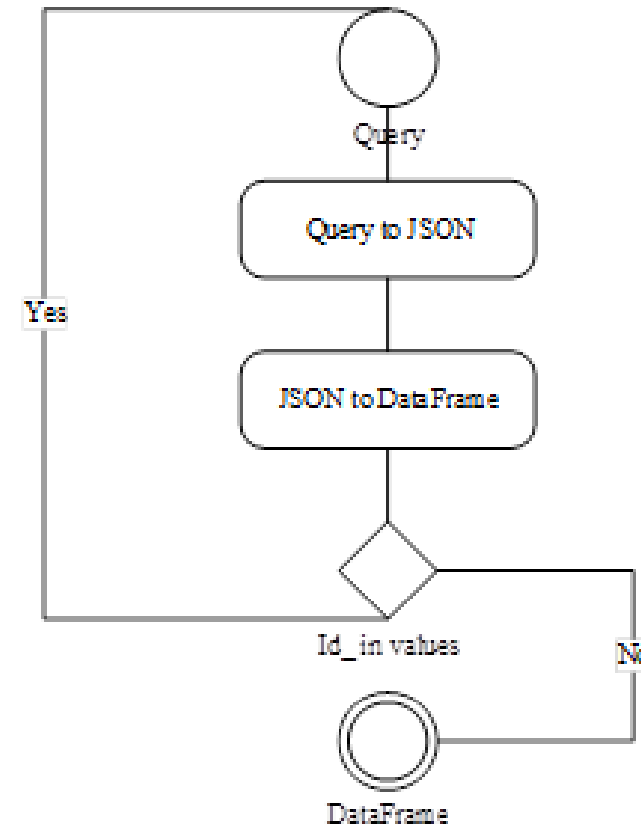 Query
Query to JSON
Yes
JSON to DataFrame
Id_in values
DataFrame